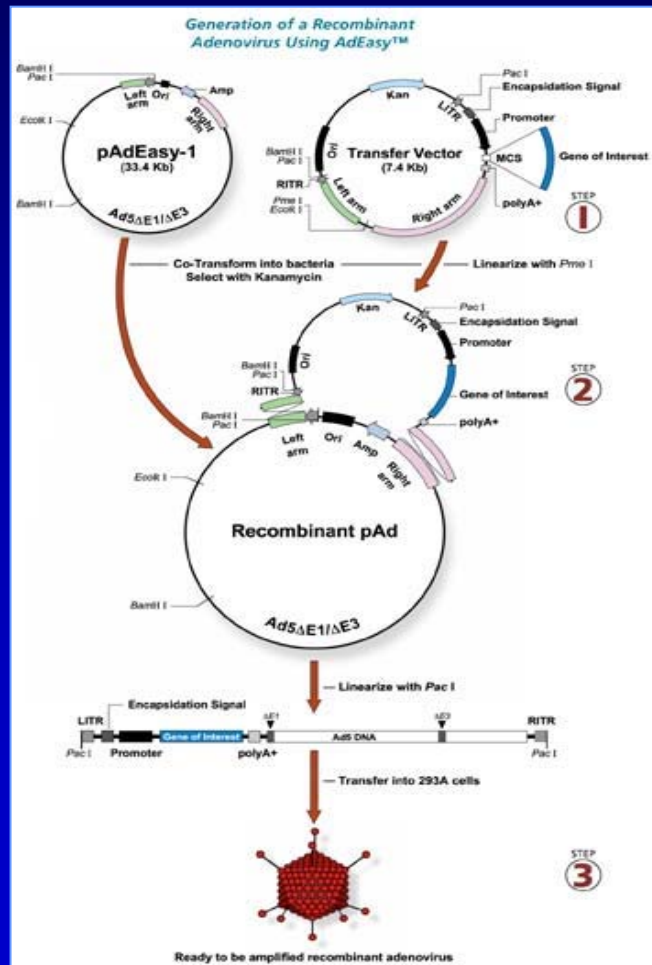 Generation of a Recombinant
Adenovirus Using AdEasy™
BamH I
Pac I
EcoR I
BamH I
Left
arm
Ori
Amp
Right
arm
pAdEasy-1
(33.4 Kb)
Ad5ΔE1/ΔE3
Kan
LITR
Pac I
Encapsidation Signal
Promoter
MCS
Gene of Interest
polyA+
Ori
BamH I
Pac I
RITR
Left arm
Pme I
EcoR I
Right arm
Transfer Vector
(7.4 Kb)
STEP
1
Co-Transform into bacteria
Select with Kanamycin
Linearize with Pme I
Kan
LITR
Pac I
Encapsidation Signal
Promoter
Gene of Interest
polyA+
Ori
BamH I
Pac I
RITR
STEP
2
BamH I
Pac I
Left
arm
Ori
Amp
Right
arm
EcoR I
Recombinant pAd
BamH I
Ad5ΔE1/ΔE3
Linearize with Pac I
LITR
Encapsidation Signal
ΔE1
ΔE3
RITR
Gene of Interest
Ad5 DNA
Pac I
Promoter
polyA+
Pac I
Transfer into 293A cells
STEP
3
Ready to be amplified recombinant adenovirus